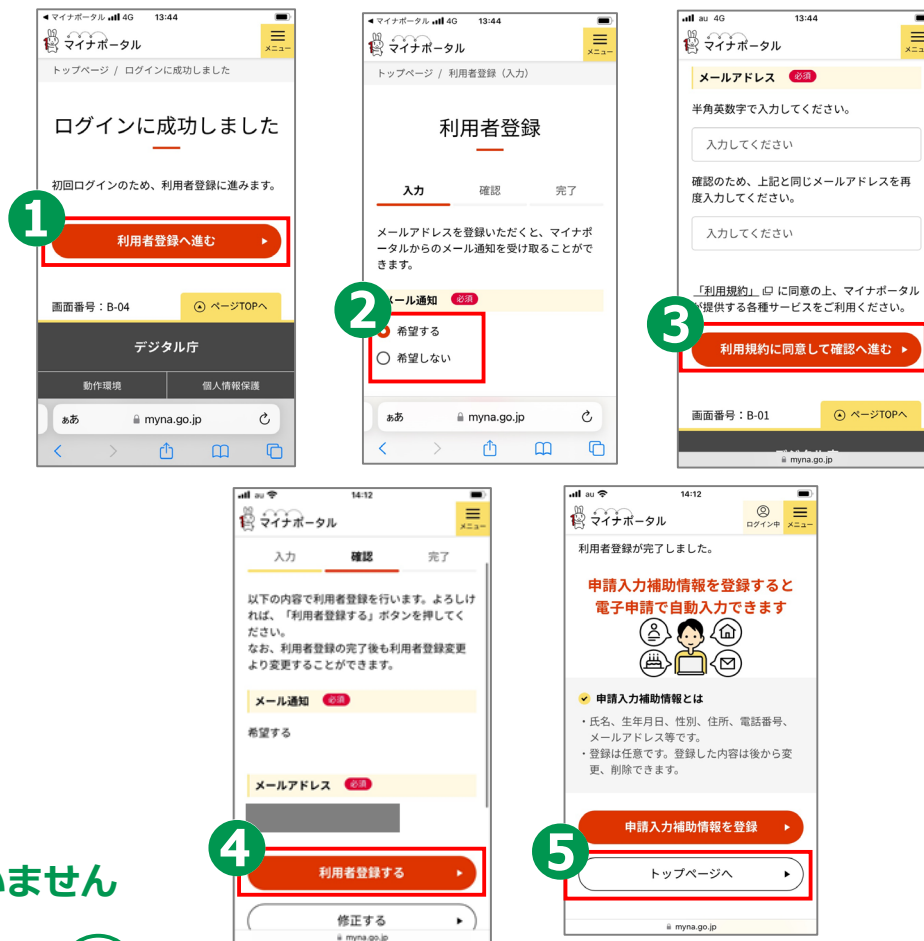 マイナポータル 4G 13:44
マイナポータル
メニュー
トップページ / ログインに成功しました
ログインに成功しました
初回ログインのため、利用者登録に進みます。
1
利用者登録へ進む
画面番号：B-04
ページTOPへ
デジタル庁
動作環境
個人情報保護
ぁあ
myna.go.jp
マイナポータル 4G 13:44
マイナポータル
メニュー
トップページ / 利用者登録（入力）
利用者登録
入力
確認
完了
メールアドレスを登録いただくと、マイナポ
ータルからのメール通知を受け取ることがで
きます。
2
メール通知 必須
希望する
希望しない
ぁあ
myna.go.jp
au 4G 13:44
マイナポータル
メニュー
メールアドレス 必須
半角英数字で入力してください。
入力してください
確認のため、上記と同じメールアドレスを再
度入力してください。
入力してください
「利用規約」 に同意の上、マイナポータル
が提供する各種サービスをご利用ください。
3
利用規約に同意して確認へ進む
画面番号：B-01
ページTOPへ
myna.go.jp
au 14:12
マイナポータル
メニュー
入力
確認
完了
以下の内容で利用者登録を行います。よろしけ
れば、「利用者登録する」ボタンを押してく
ださい。
なお、利用者登録の完了後も利用者登録変更
より変更することができます。
メール通知 必須
希望する
メールアドレス 必須
4
利用者登録する
修正する
myna.go.jp
au 14:12
マイナポータル
ログイン中
メニュー
利用者登録が完了しました。
申請入力補助情報を登録すると
電子申請で自動入力できます
申請入力補助情報とは
・氏名、生年月日、性別、住所、電話番号、
メールアドレス等です。
・登録は任意です。登録した内容は後から変
更、削除できます。
申請入力補助情報を登録
5
トップページへ
myna.go.jp
いません